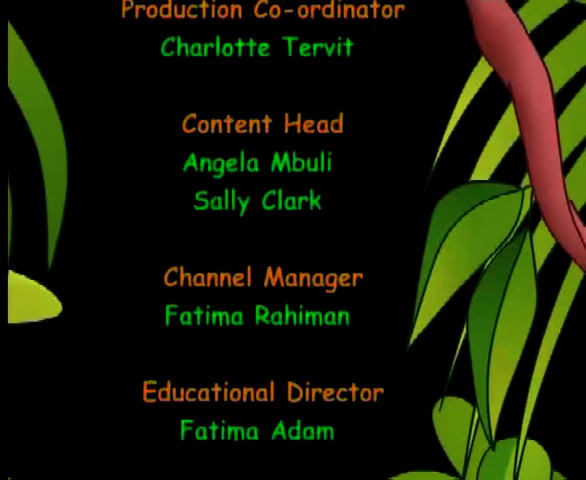 Production Co-ordinator
Charlotte Tervit
Content Head
Angela Mbuli
Sally Clark
Channel Manager
Fatima Rahiman
Educational Director
Fatima Adam